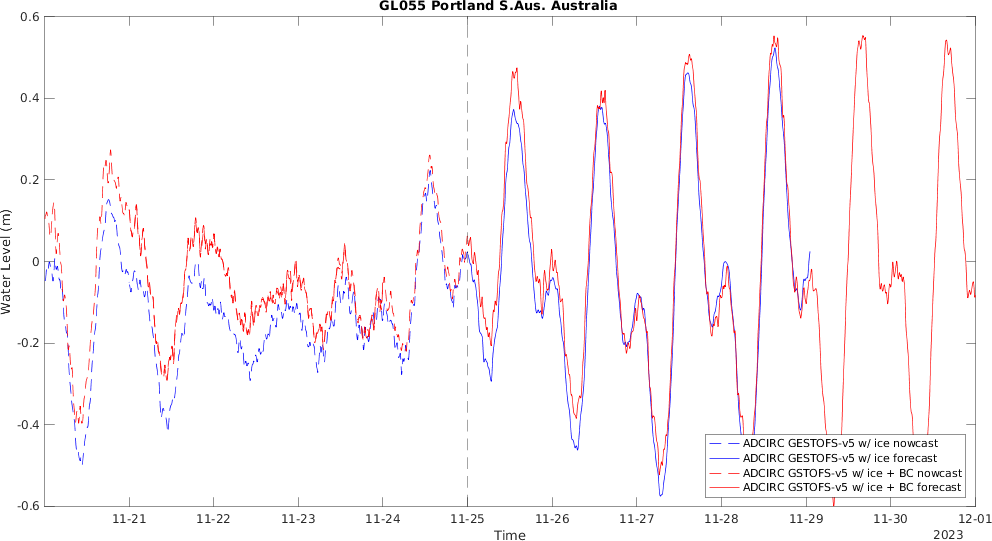 GL055 Portland S.Aus. Australia
Water Level (m)
0.6
0.4
0.2
0
-0.2
-0.4
-0.6
11-21
11-22
11-23
11-24
11-25
11-26
11-27
11-28
11-29
11-30
12-01
Time
2023
ADCIRC GESTOFS-v5 w/ ice nowcast
ADCIRC GESTOFS-v5 w/ ice forecast
ADCIRC GSTOFS-v5 w/ ice + BC nowcast
ADCIRC GSTOFS-v5 w/ ice + BC forecast